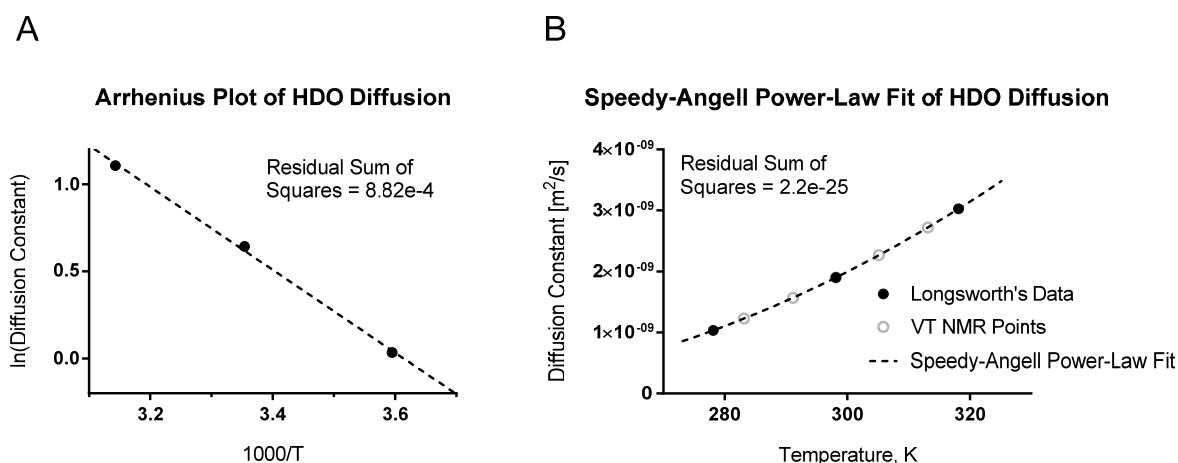 A
Arrhenius Plot of HDO Diffusion
Residual Sum of
Squares = 8.82e-4
ln(Diffusion Constant)
1.0
0.5
0.0
3.2
3.4
3.6
1000/T
B
Speedy-Angell Power-Law Fit of HDO Diffusion
Residual Sum of
Squares = 2.2e-25
Diffusion Constant [m²/s]
4×10⁻⁰⁹
3×10⁻⁰⁹
2×10⁻⁰⁹
1×10⁻⁰⁹
0
280
300
320
Temperature, K
Longsworth's Data
VT NMR Points
Speedy-Angell Power-Law Fit